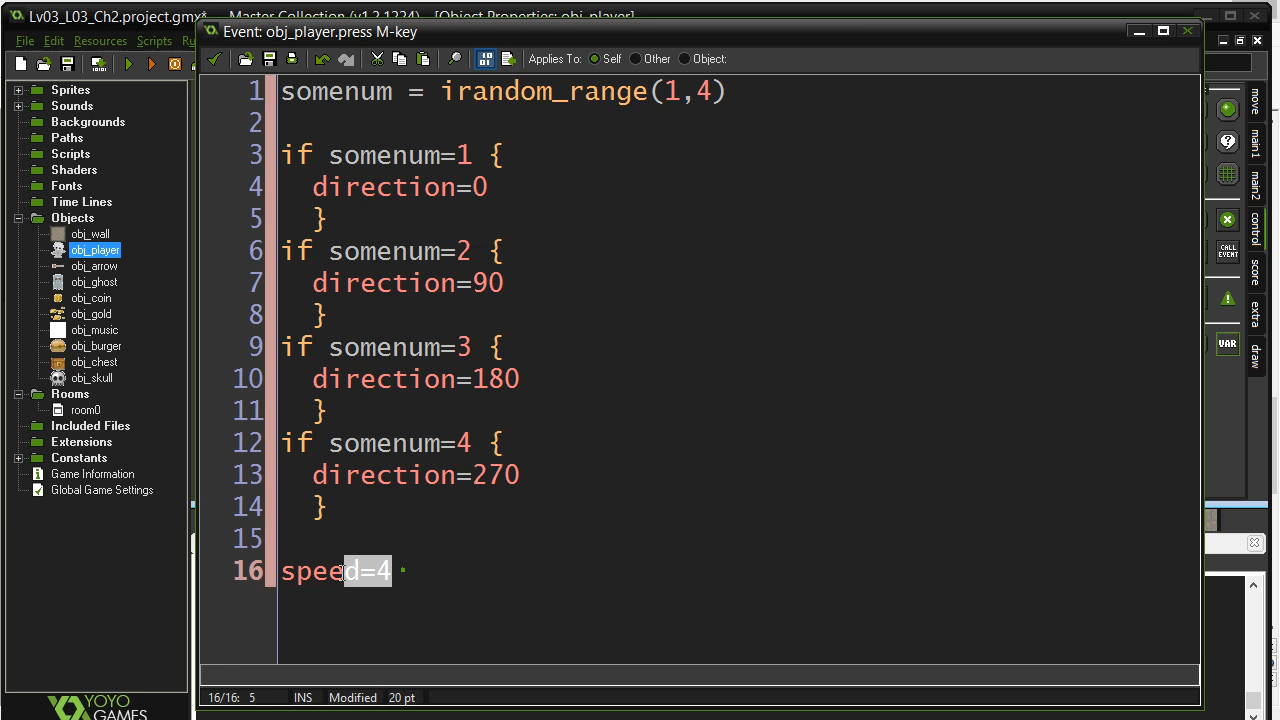 Lv03_L03_Ch2.project.gmx* Master Collection (v1.2.1224) [Object Properties: obj_player]
File Edit Resources Scripts
Event: obj_player.press M-key
Applies To: Self Other Object:
Sprites
Sounds
Backgrounds
Paths
Scripts
Shaders
Fonts
Time Lines
Objects
obj_wall
obj_player
obj_arrow
obj_ghost
obj_coin
obj_gold
obj_music
obj_burger
obj_chest
obj_skull
Rooms
room0
Included Files
Extensions
Constants
Game Information
Global Game Settings
YOYO
GAMES
1 somenum = irandom_range(1,4)
2
3 if somenum=1 {
4 direction=0
5 }
6 if somenum=2 {
7 direction=90
8 }
9 if somenum=3 {
10 direction=180
11 }
12 if somenum=4 {
13 direction=270
14 }
15
16 speed=4
16/16: 5 INS Modified 20 pt
move
main1
main2
control
score
extra
draw
CALL
EVENT
VAR